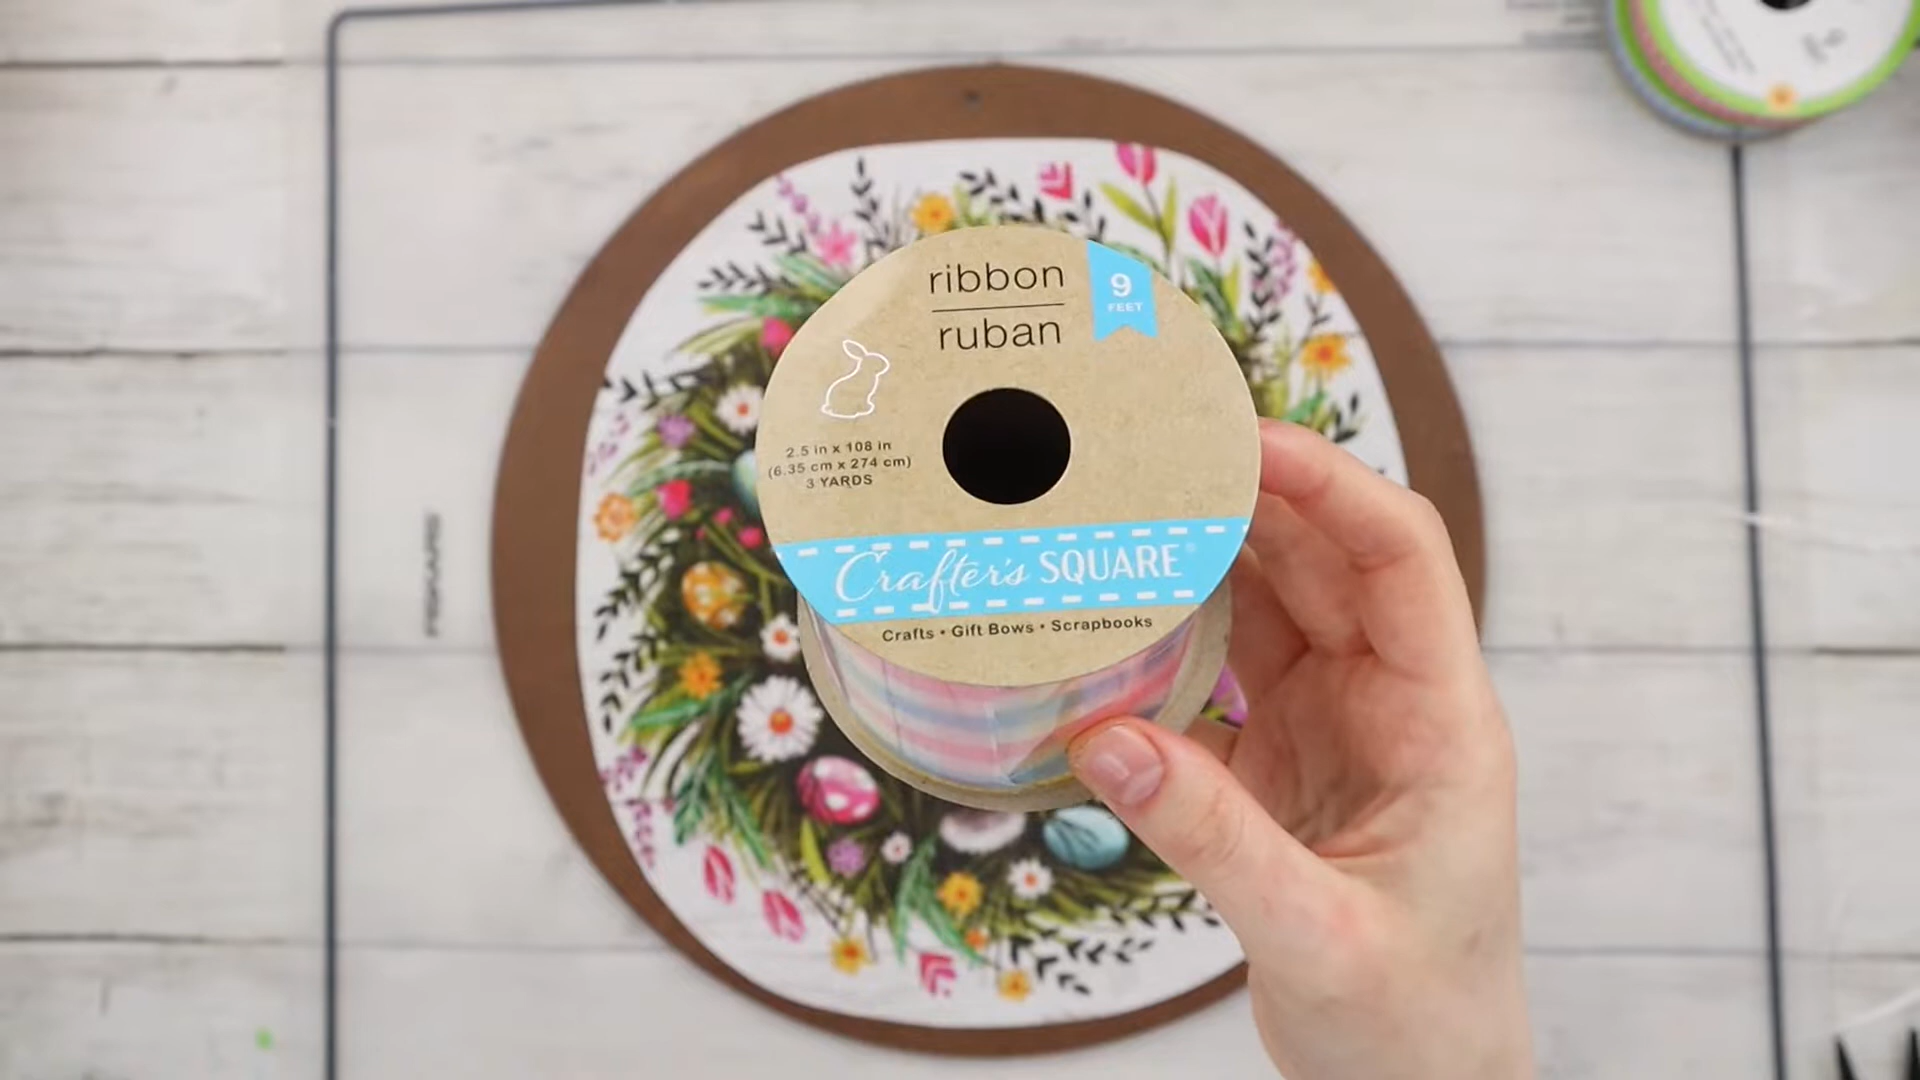 ribbon
ruban
9
FEET
2.5 in x 108 in
(6.35 cm x 274 cm)
3 YARDS
Crafter's SQUARE
Crafts • Gift Bows • Scrapbooks